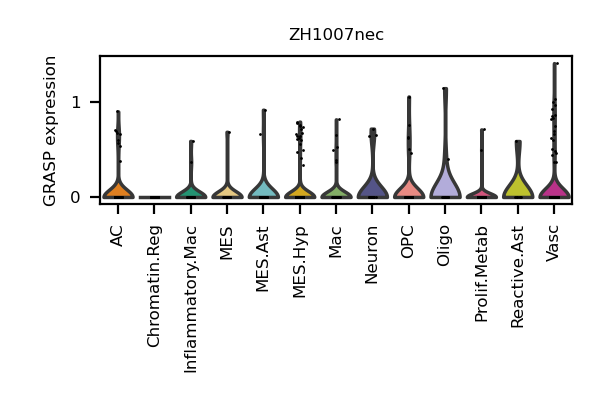 ZH1007nec
GRASP expression
1
0
AC
Chromatin.Reg
Inflammatory.Mac
MES
MES.Ast
MES.Hyp
Mac
Neuron
OPC
Oligo
Prolif.Metab
Reactive.Ast
Vasc